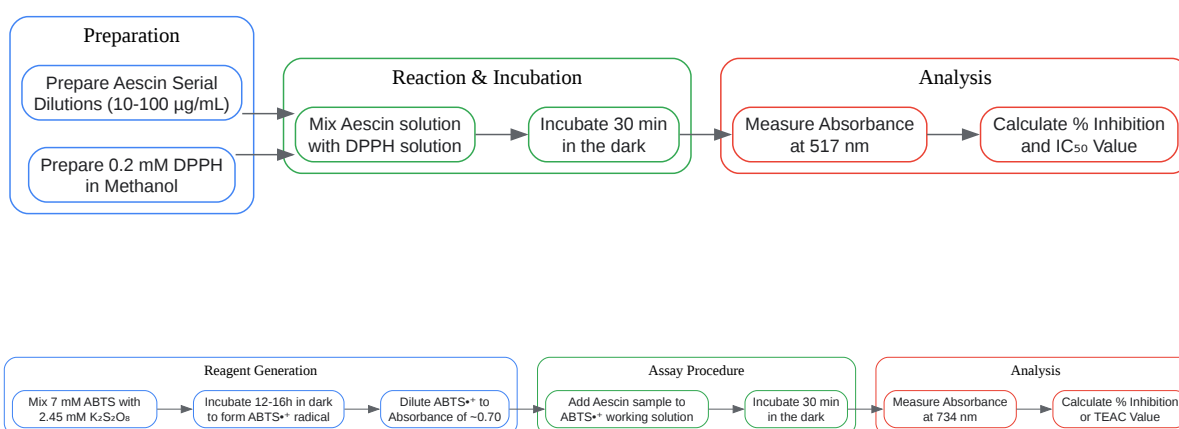 Preparation
Prepare Aescin Serial
Dilutions (10-100 µg/mL)
Prepare 0.2 mM DPPH
in Methanol
Reaction & Incubation
Mix Aescin solution
with DPPH solution
Incubate 30 min
in the dark
Analysis
Measure Absorbance
at 517 nm
Calculate % Inhibition
and IC₅₀ Value
Reagent Generation
Mix 7 mM ABTS with
2.45 mM K₂S₂O₈
Incubate 12-16h in dark
to form ABTS•⁺ radical
Dilute ABTS•⁺ to
Absorbance of ~0.70
Assay Procedure
Add Aescin sample to
ABTS•⁺ working solution
Incubate 30 min
in the dark
Analysis
Measure Absorbance
at 734 nm
Calculate % Inhibition
or TEAC Value